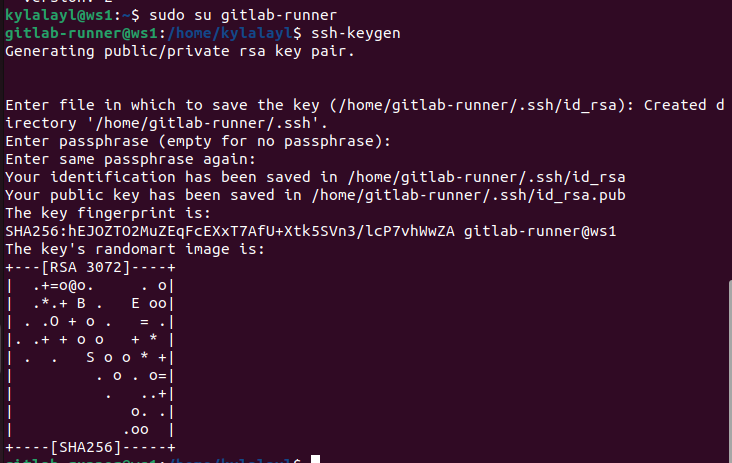 kylalayl@ws1:~$ sudo su gitlab-runner
gitlab-runner@ws1:/home/kylalayl$ ssh-keygen
Generating public/private rsa key pair.
Enter file in which to save the key (/home/gitlab-runner/.ssh/id_rsa): Created d
irectory '/home/gitlab-runner/.ssh'.
Enter passphrase (empty for no passphrase):
Enter same passphrase again:
Your identification has been saved in /home/gitlab-runner/.ssh/id_rsa
Your public key has been saved in /home/gitlab-runner/.ssh/id_rsa.pub
The key fingerprint is:
SHA256:hEJOZTO2MuZEqFcEXxT7AfU+Xtk5SVn3/lcP7vhWwZA gitlab-runner@ws1
The key's randomart image is:
+---[RSA 3072]----+
|  .+=o@o.     . o|
|  .*.+ B .   E oo|
| . .O + o .   = .|
|. .+ + o o   + * |
| .  .   S o o * +|
|         . o . o=|
|          .   ..+|
|             o. .|
|            .oo  |
+----[SHA256]-----+
gitlab-runner@ws1:/home/kylalayl$